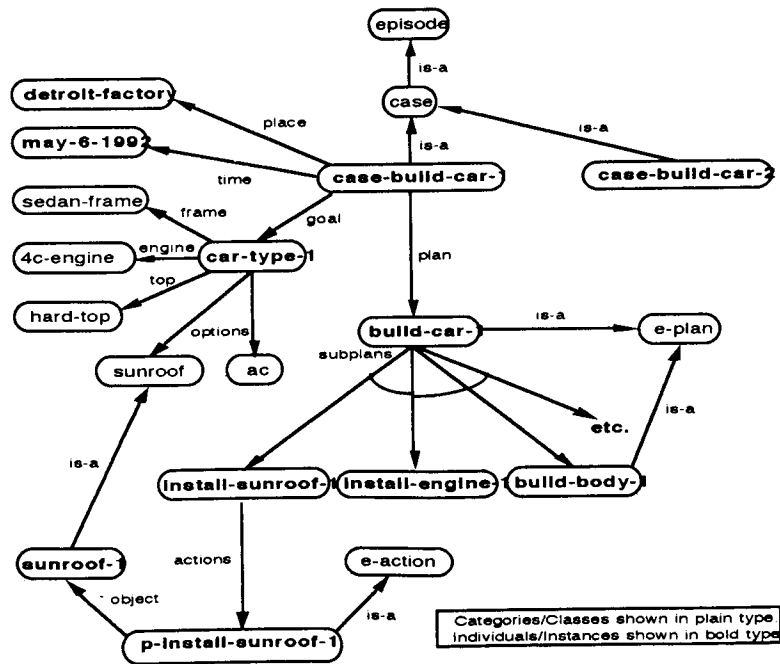 episode
is-a
detroit-factory
case
place
is-a
may-6-1992
is-a
time
case-build-car-1
case-build-car-2
sedan-frame
frame
goal
engine
4c-engine
car-type-1
plan
top
hard-top
is-a
options
build-car-1
e-plan
subplans
sunroof
ac
is-a
etc.
is-a
install-sunroof-1
install-engine-1
build-body-1
actions
e-action
sunroof-1
object
is-a
p-install-sunroof-1
Categories/Classes shown in plain type.
Individuals/Instances shown in bold type